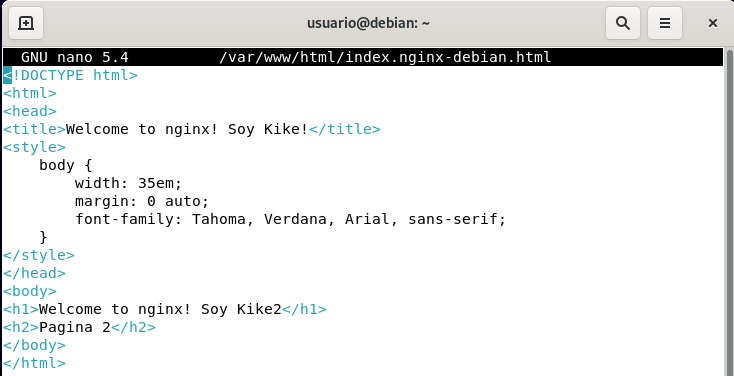 usuario@debian: ~
GNU nano 5.4 /var/www/html/index.nginx-debian.html
<!DOCTYPE html>
<html>
<head>
<title>Welcome to nginx! Soy Kike!</title>
<style>
    body {
        width: 35em;
        margin: 0 auto;
        font-family: Tahoma, Verdana, Arial, sans-serif;
    }
</style>
</head>
<body>
<h1>Welcome to nginx! Soy Kike2</h1>
<h2>Pagina 2</h2>
</body>
</html>